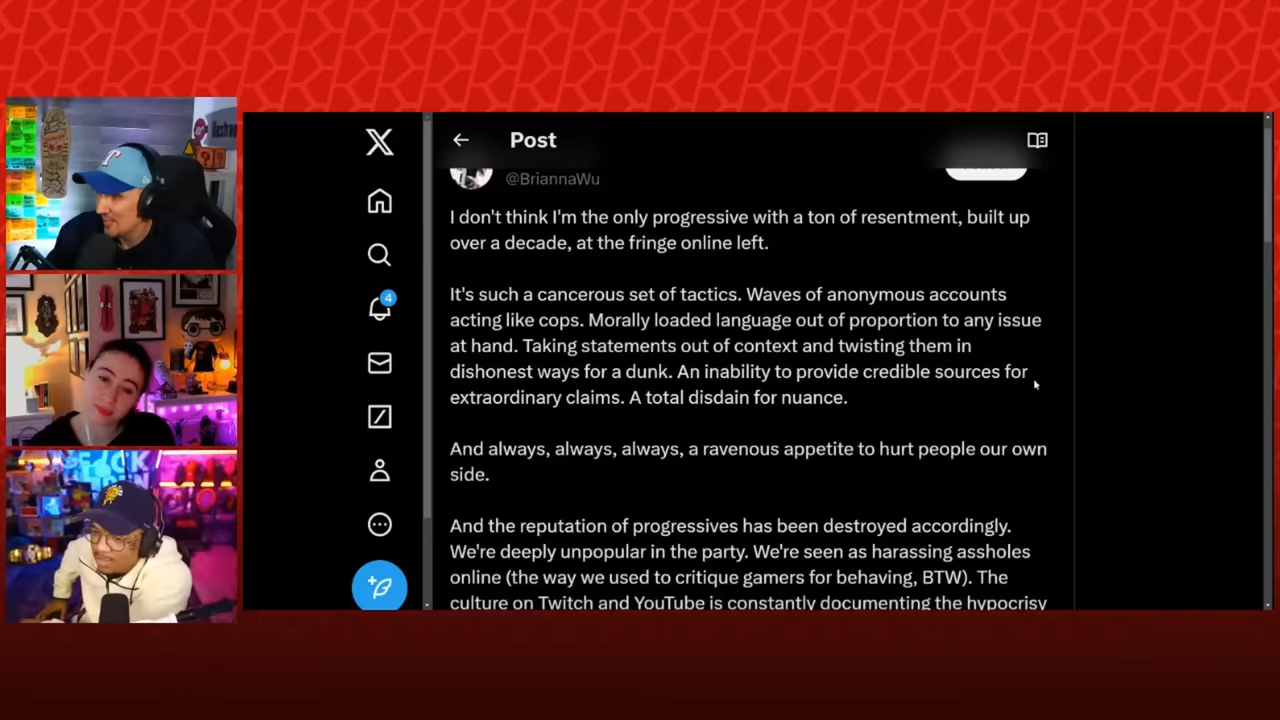 Post
@BriannaWu
I don't think I'm the only progressive with a ton of resentment, built up
over a decade, at the fringe online left.
It's such a cancerous set of tactics. Waves of anonymous accounts
acting like cops. Morally loaded language out of proportion to any issue
at hand. Taking statements out of context and twisting them in
dishonest ways for a dunk. An inability to provide credible sources for
extraordinary claims. A total disdain for nuance.
And always, always, always, a ravenous appetite to hurt people our own
side.
And the reputation of progressives has been destroyed accordingly.
We're deeply unpopular in the party. We're seen as harassing assholes
online (the way we used to critique gamers for behaving, BTW). The
culture on Twitch and YouTube is constantly documenting the hypocrisy
4